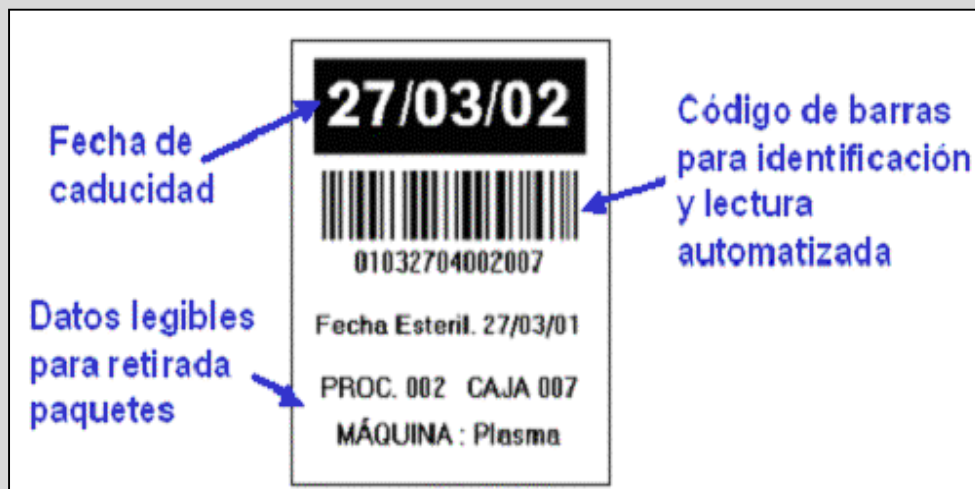 27/03/02
Fecha de
caducidad
Código de barras
para identificación
y lectura
automatizada
01032704002007
Datos legibles
para retirada
paquetes
Fecha Esteril. 27/03/01
PROC. 002 CAJA 007
MÁQUINA : Plasma